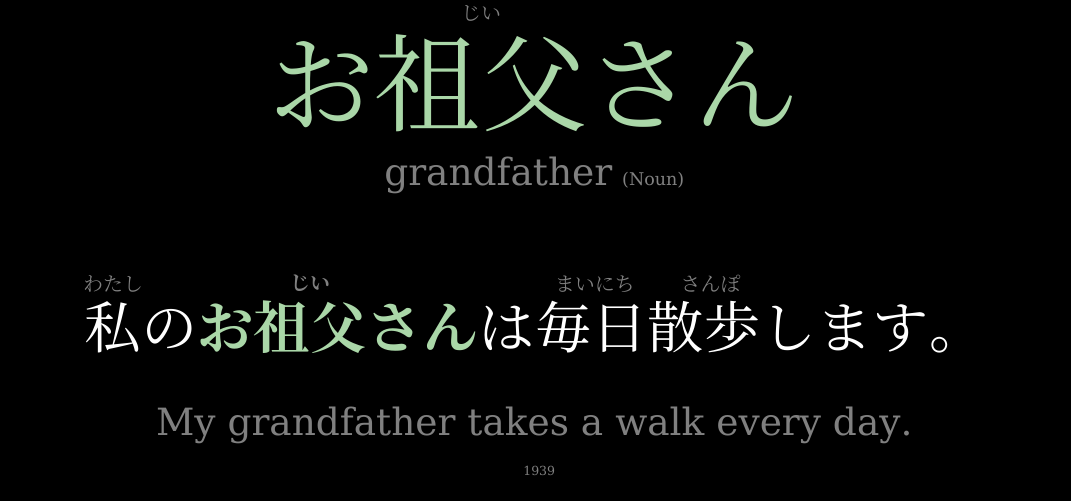 じい
お祖父さん
grandfather (Noun)
わたし じい まいにち さんぽ
私のお祖父さんは毎日散歩します。
My grandfather takes a walk every day.
1939